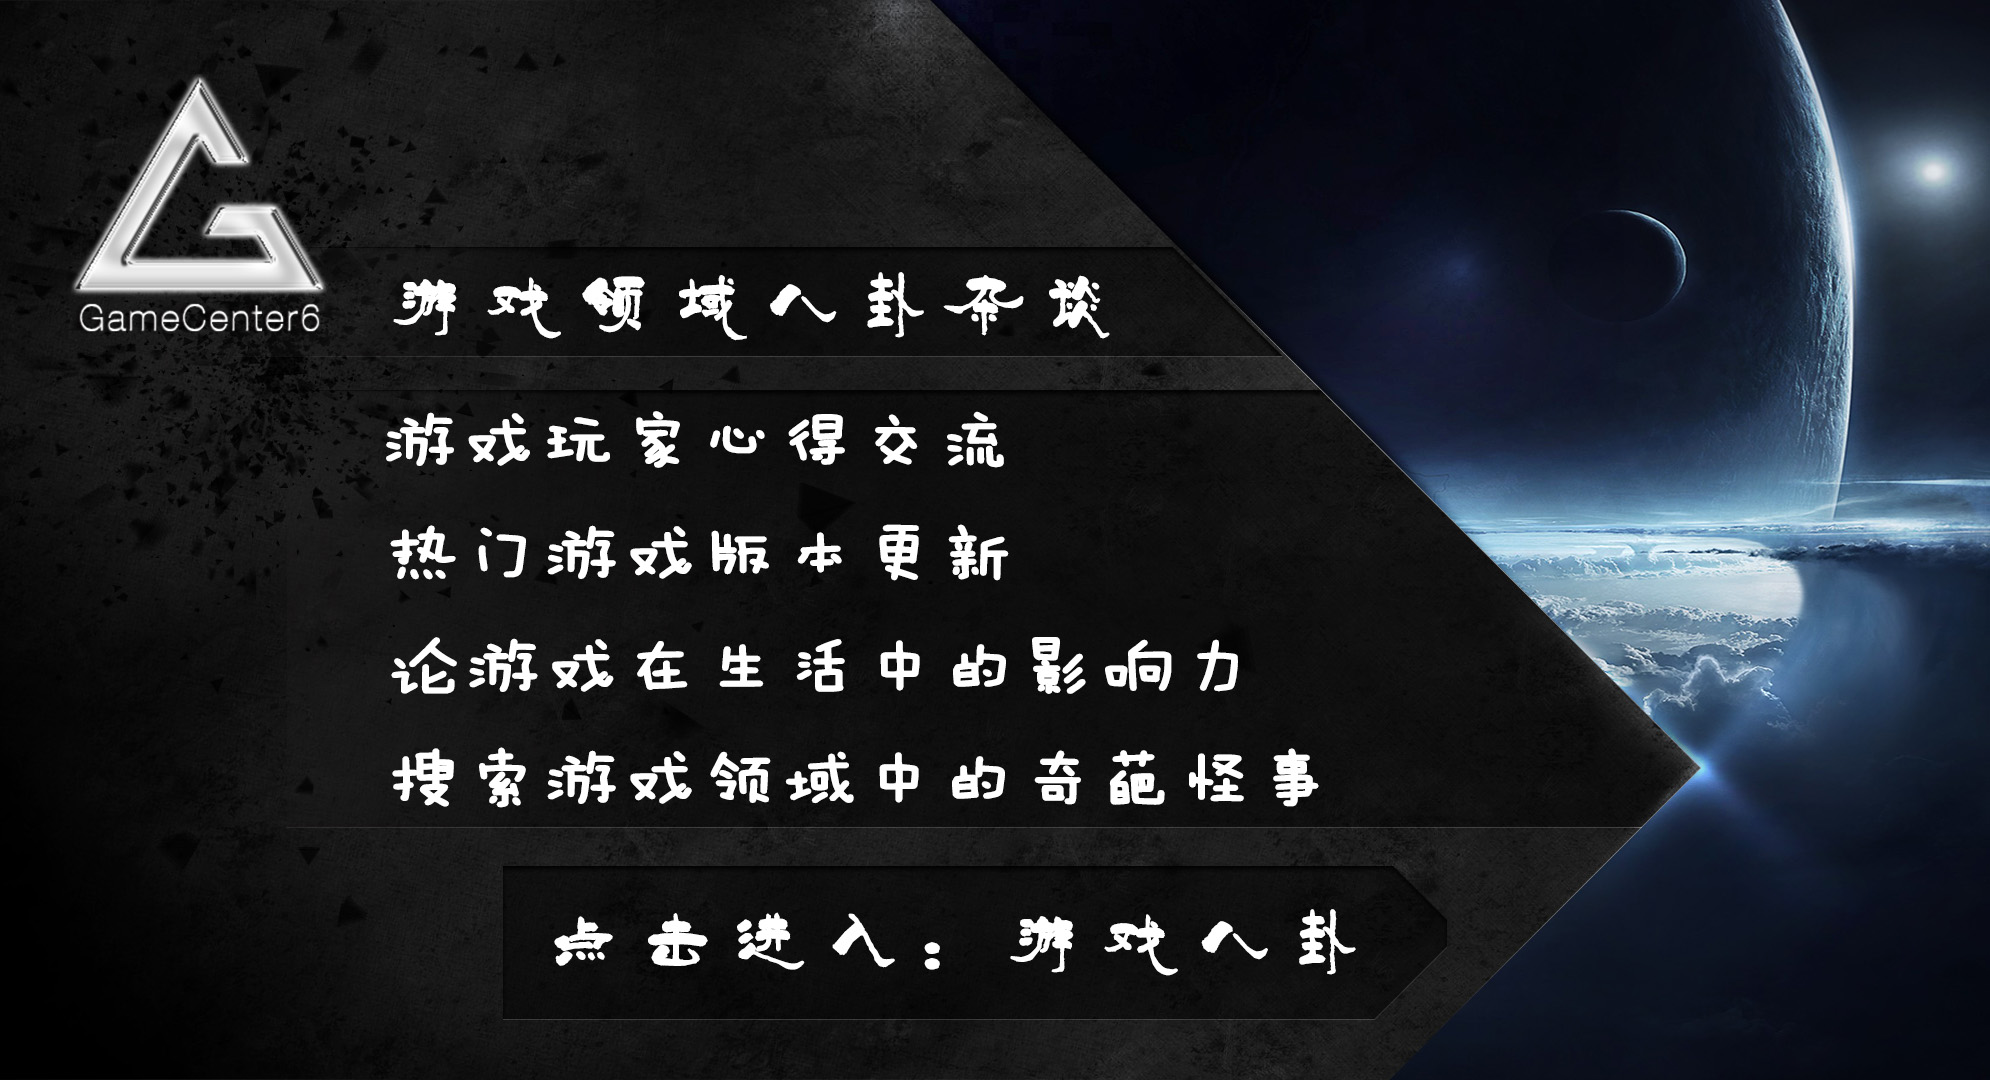 GameCenter6
游戏领域八卦杂谈
游戏玩家心得交流
热门游戏版本更新
论游戏在生活中的影响力
搜索游戏领域中的奇葩怪事
点击进入：游戏八卦